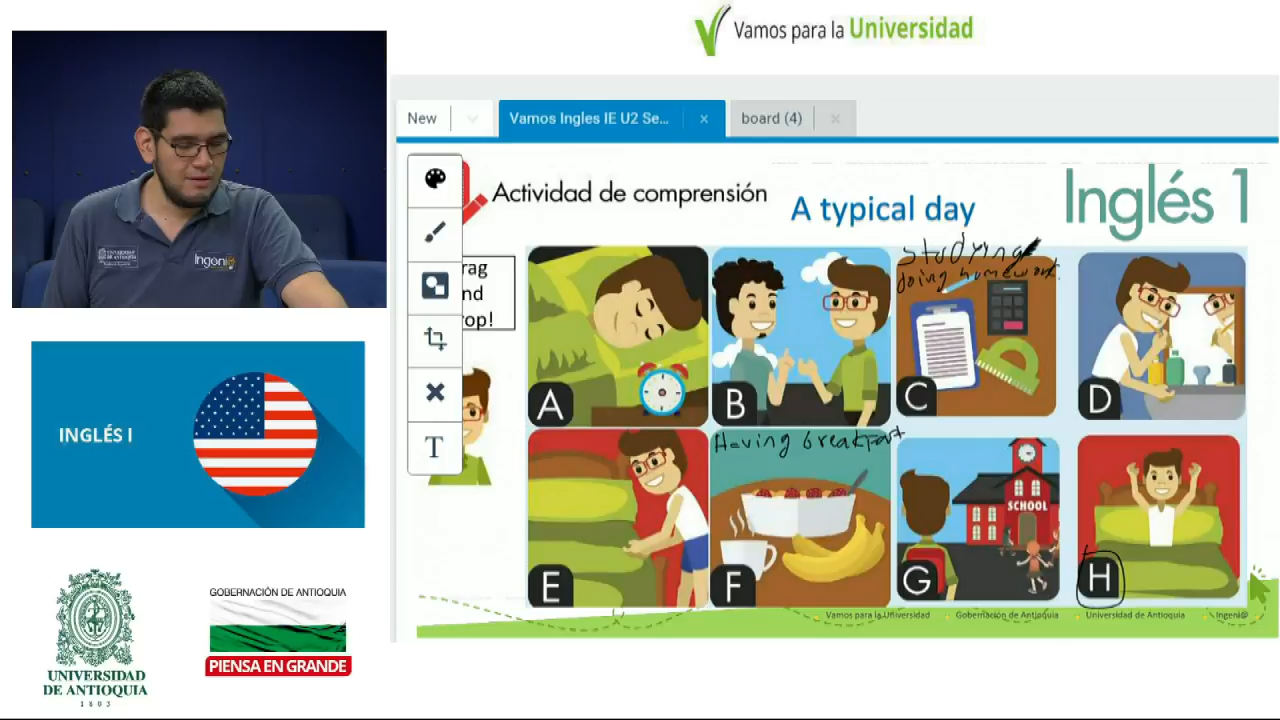 Vamos para la Universidad
New
Vamos Ingles IE U2 Se...
board (4)
Actividad de comprensión
A typical day
Inglés 1
rag
nd
rop!
T
Studying
doing homework
A
B
C
D
Having breakfast
SCHOOL
E
F
G
H
Vamos para la Universidad
Gobernación de Antioquia
Universidad de Antioquia
Ingeni@
Ingeni
INGLÉS I
UNIVERSIDAD
DE ANTIOQUIA
1803
GOBERNACIÓN DE ANTIOQUIA
PIENSA EN GRANDE